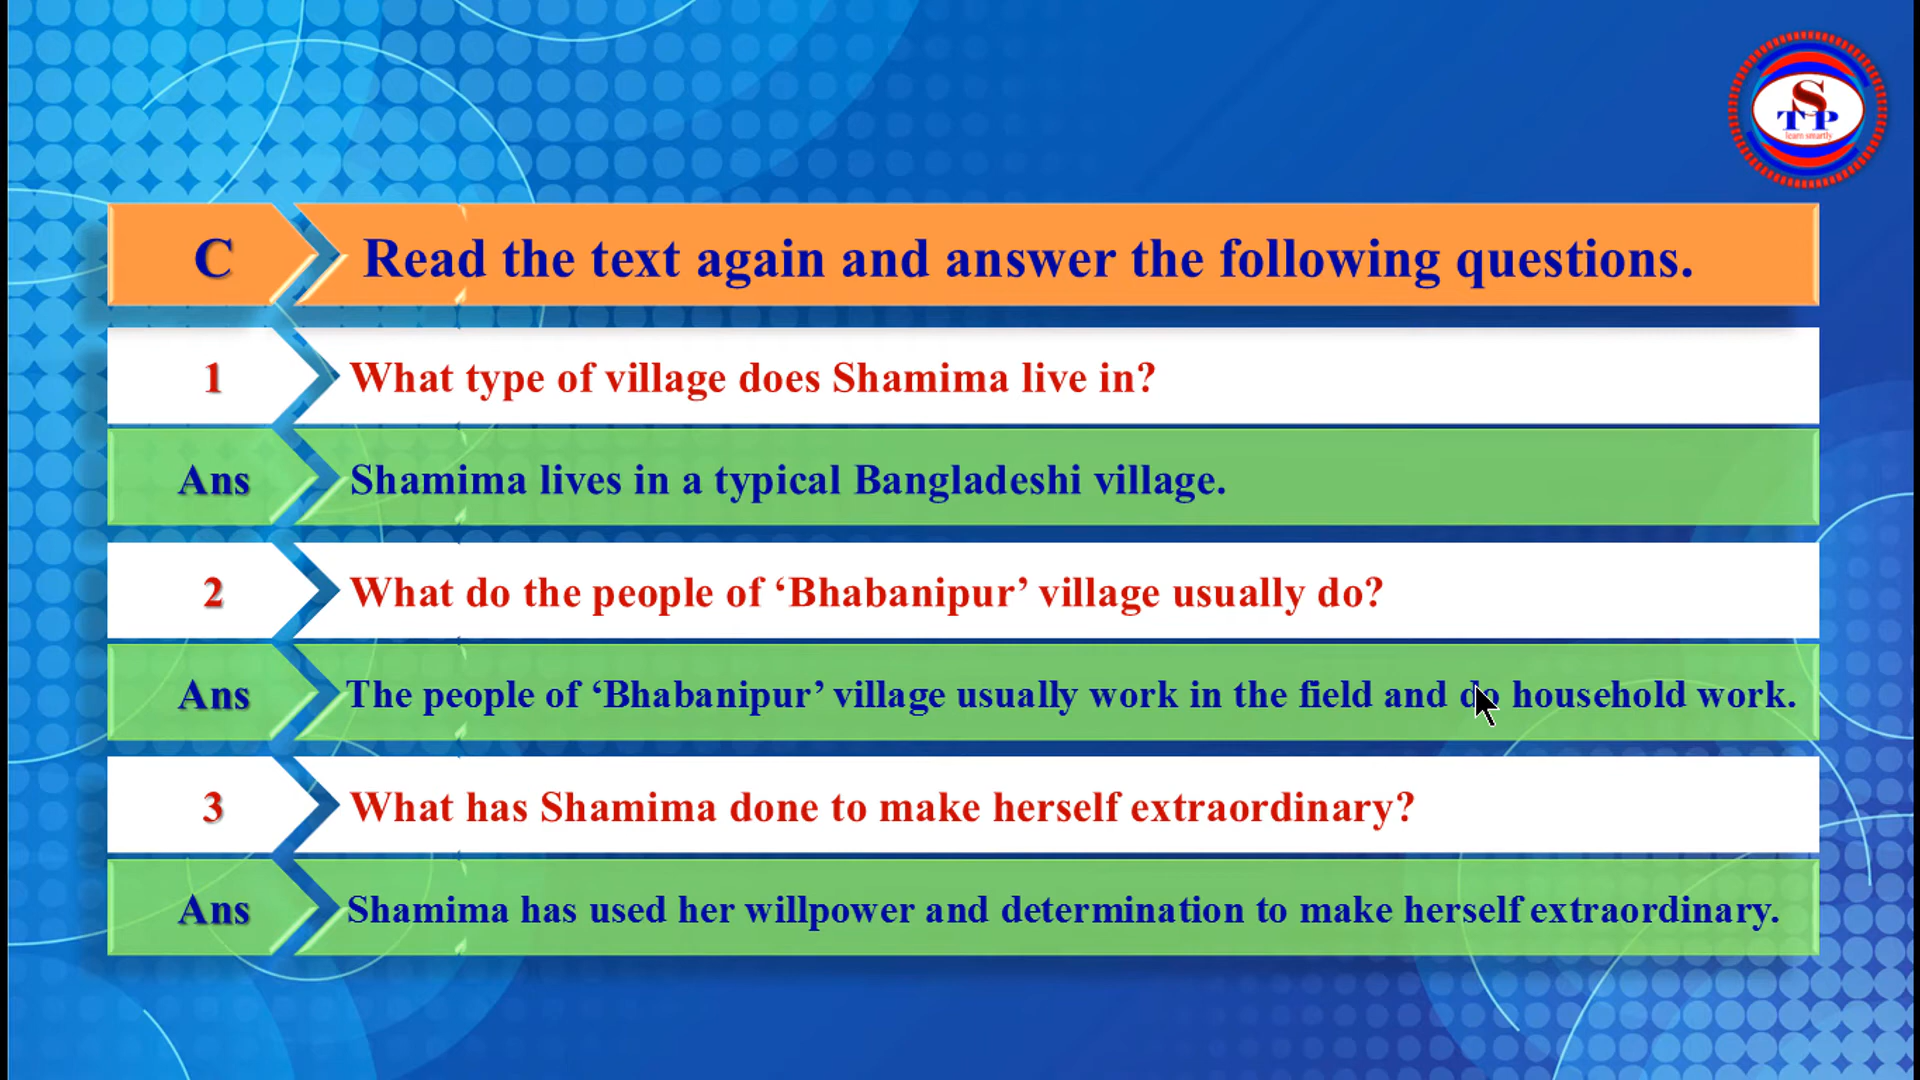 S
TP
learn smartly
C Read the text again and answer the following questions.
1 What type of village does Shamima live in?
Ans Shamima lives in a typical Bangladeshi village.
2 What do the people of ‘Bhabanipur’ village usually do?
Ans The people of ‘Bhabanipur’ village usually work in the field and do household work.
3 What has Shamima done to make herself extraordinary?
Ans Shamima has used her willpower and determination to make herself extraordinary.